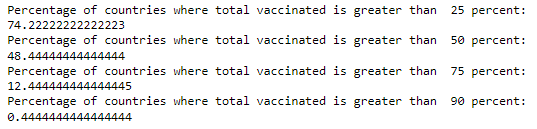 Percentage of countries where total vaccinated is greater than  25 percent:
74.22222222222223
Percentage of countries where total vaccinated is greater than  50 percent:
48.44444444444444
Percentage of countries where total vaccinated is greater than  75 percent:
12.444444444444445
Percentage of countries where total vaccinated is greater than  90 percent:
0.4444444444444444